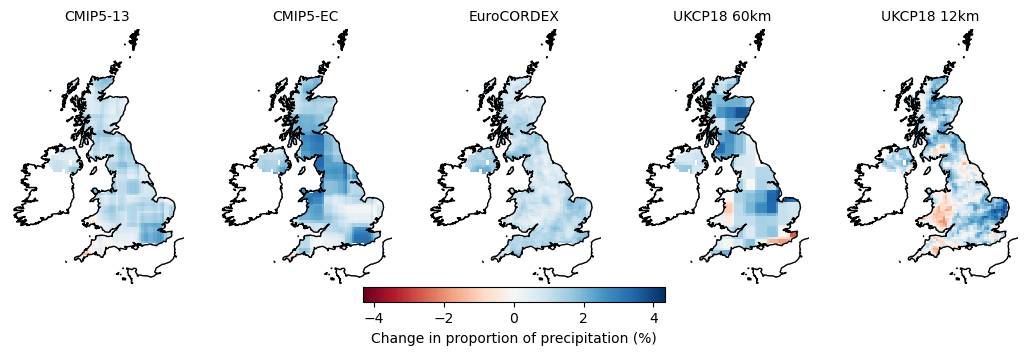 CMIP5-13 CMIP5-EC EuroCORDEX UKCP18 60km UKCP18 12km
−4 −2 0 2 4
Change in proportion of precipitation (%)